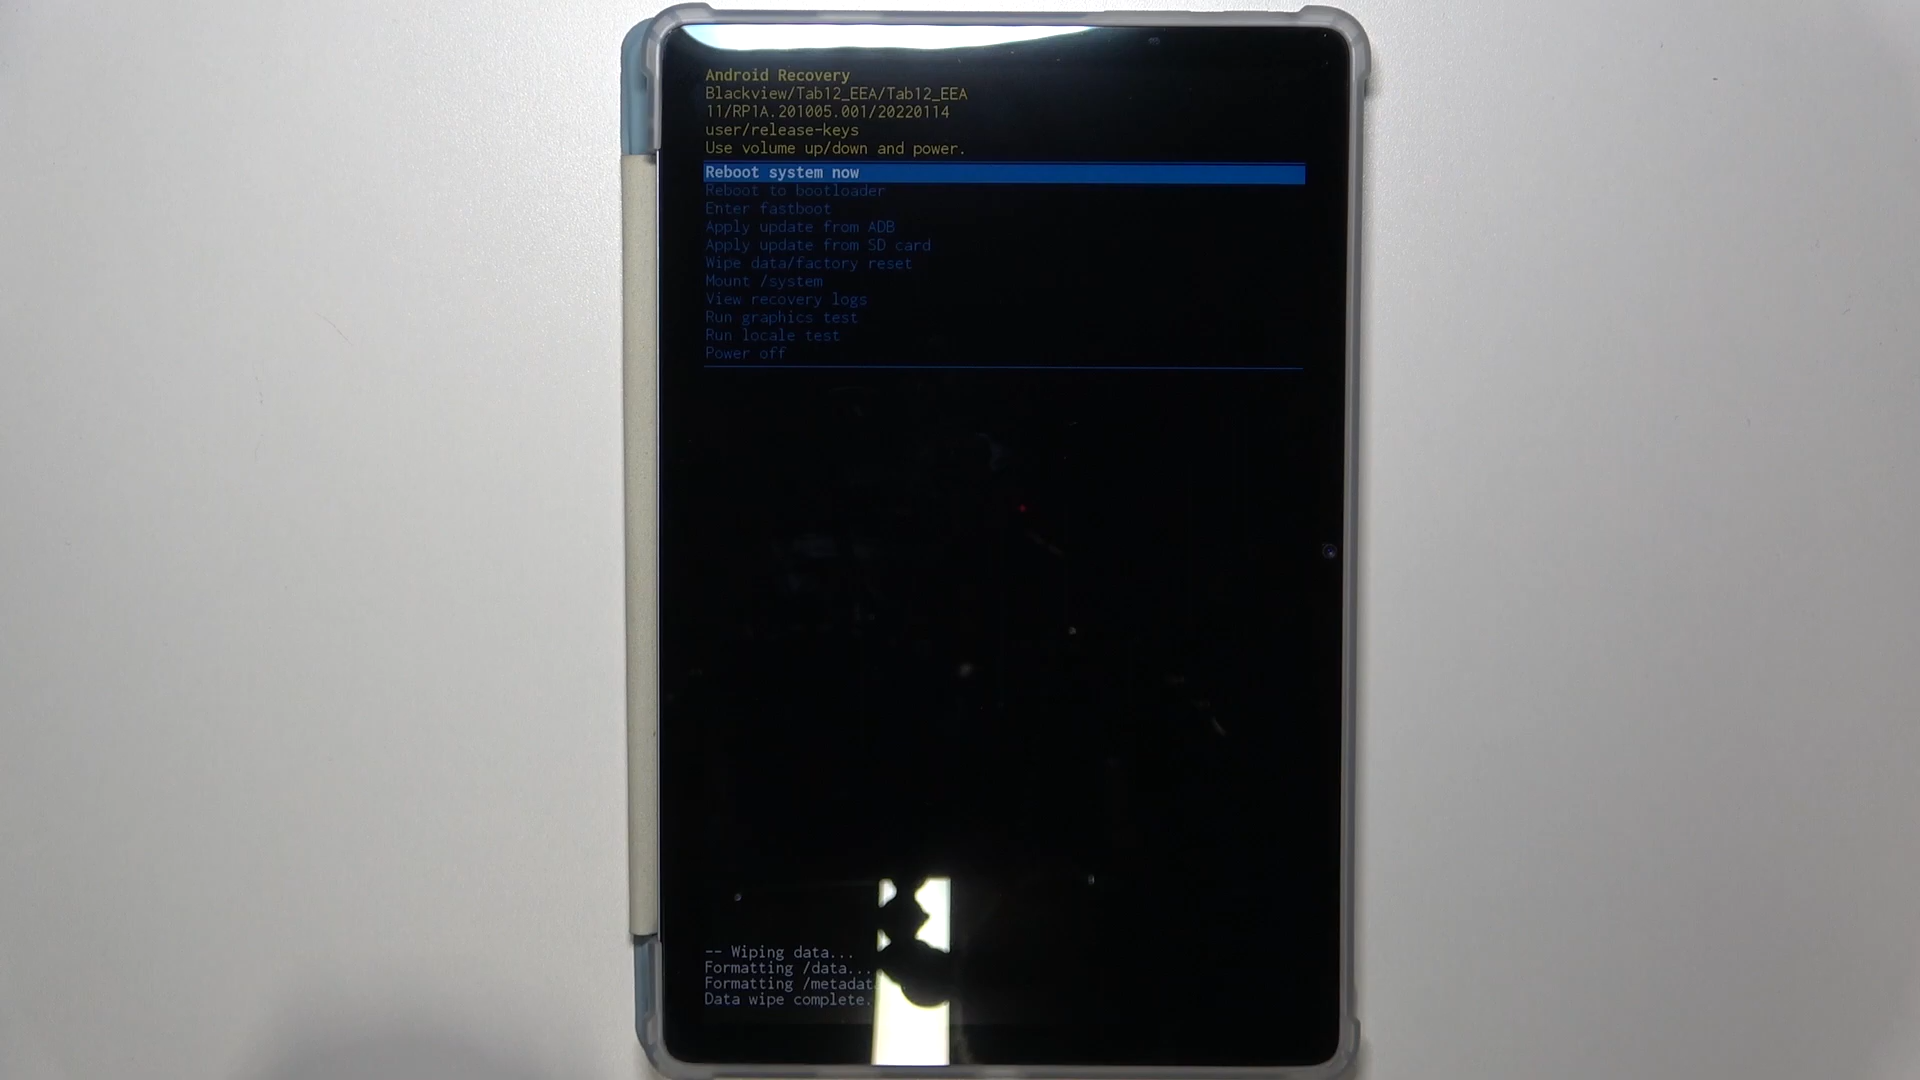 Android Recovery
Blackview/Tab12_EEA/Tab12_EEA
11/RP1A.201005.001/20220114
user/release-keys
Use volume up/down and power.
Reboot system now
Reboot to bootloader
Enter fastboot
Apply update from ADB
Apply update from SD card
Wipe data/factory reset
Mount /system
View recovery logs
Run graphics test
Run locale test
Power off
-- Wiping data...
Formatting /data...
Formatting /metadat
Data wipe complete.